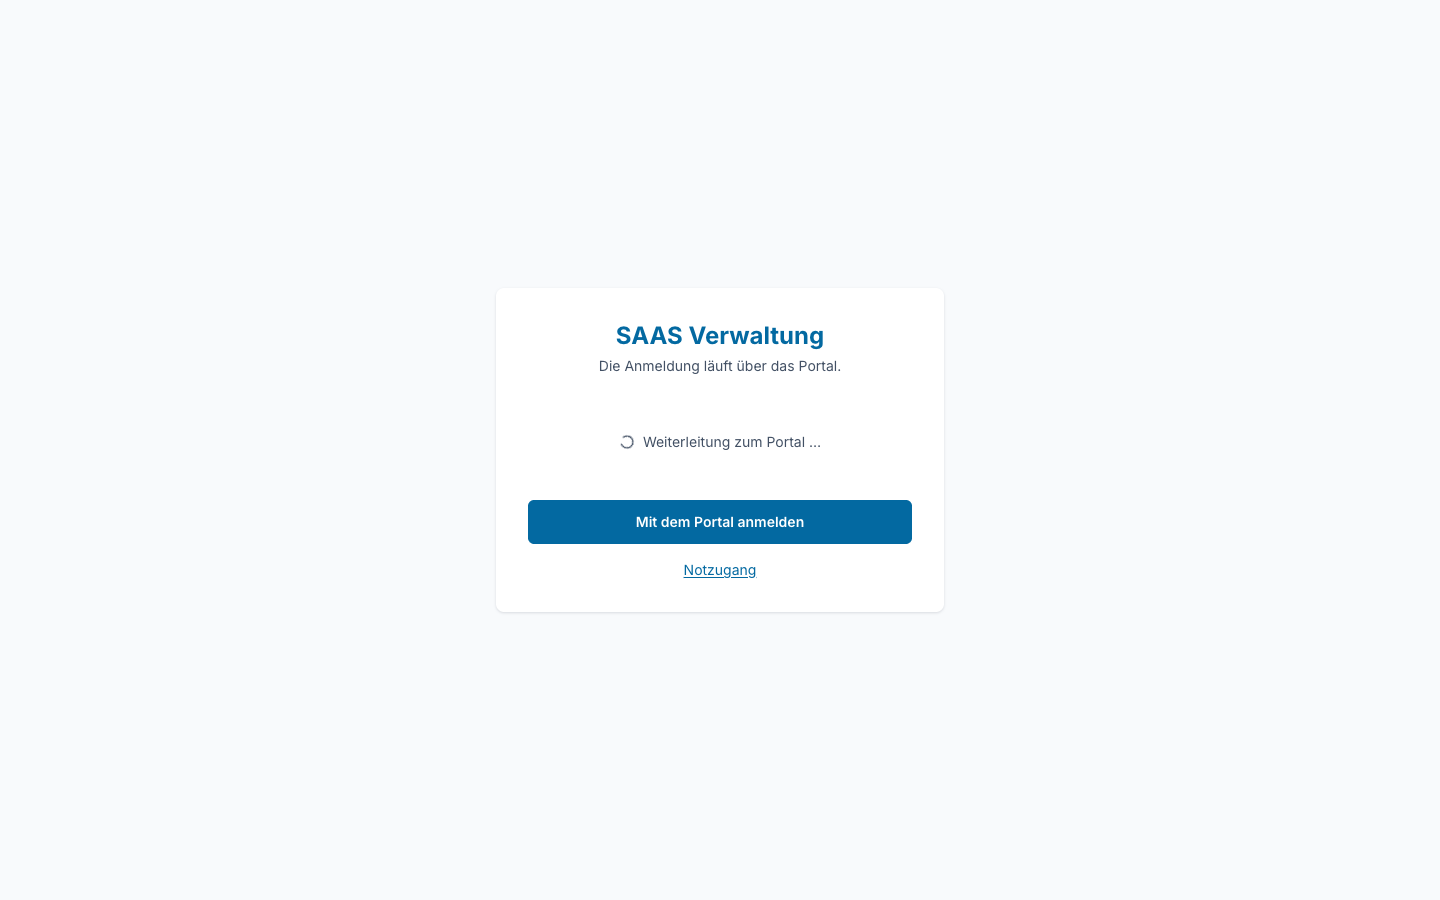 SAAS Verwaltung
Die Anmeldung läuft über das Portal.
Weiterleitung zum Portal ...
Mit dem Portal anmelden
Notzugang